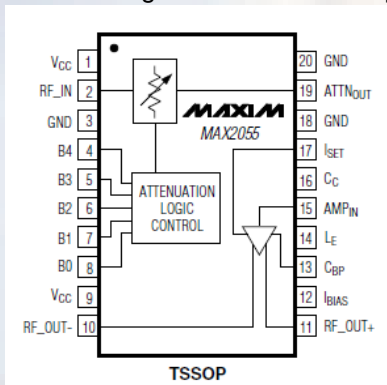 VCC 1
RF_IN 2
GND 3
B4 4
B3 5
B2 6
B1 7
B0 8
VCC 9
RF_OUT- 10
MAXIM
MAX2055
ATTENUATION
LOGIC
CONTROL
20 GND
19 ATTNOUT
18 GND
17 ISET
16 CC
15 AMPIN
14 LE
13 CBP
12 IBIAS
11 RF_OUT+
TSSOP